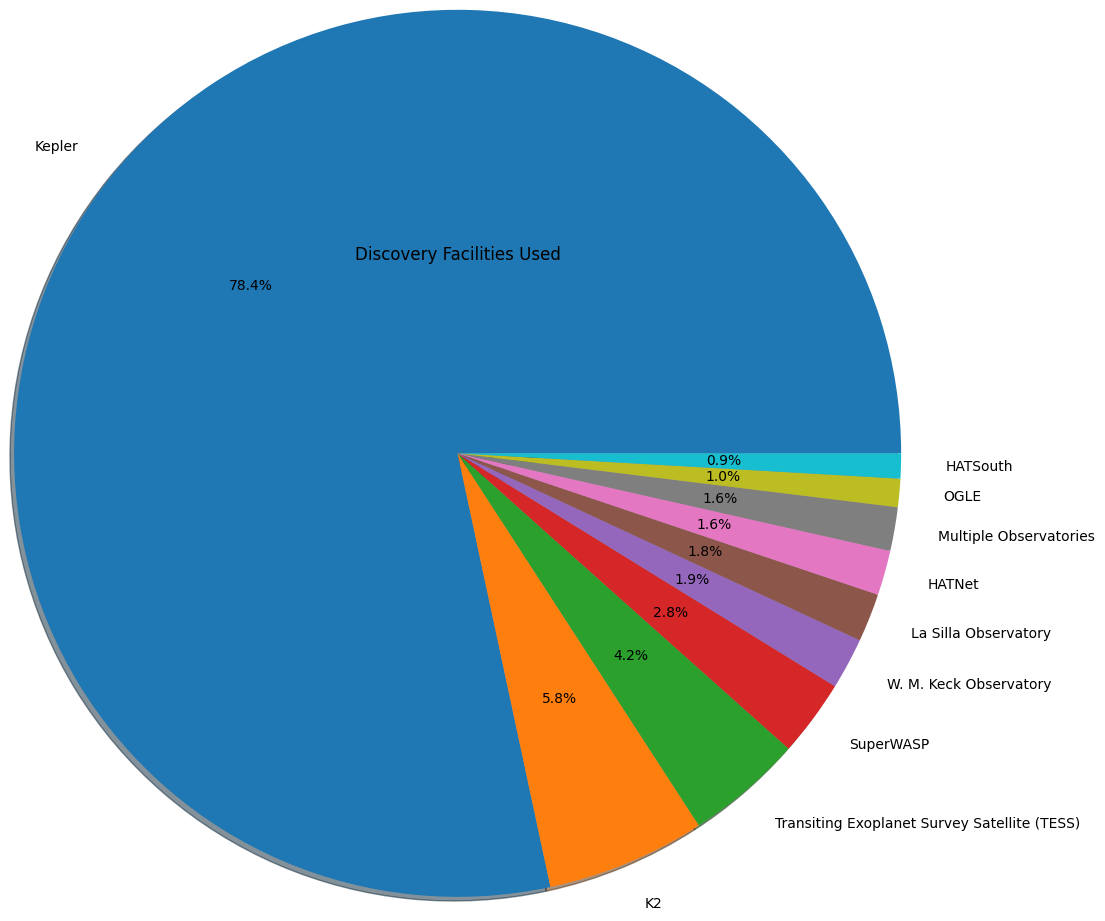 Kepler
Discovery Facilities Used
78.4%
0.9%
HATSouth
1.0%
OGLE
1.6%
Multiple Observatories
1.6%
HATNet
1.8%
La Silla Observatory
1.9%
W. M. Keck Observatory
2.8%
SuperWASP
4.2%
Transiting Exoplanet Survey Satellite (TESS)
5.8%
K2